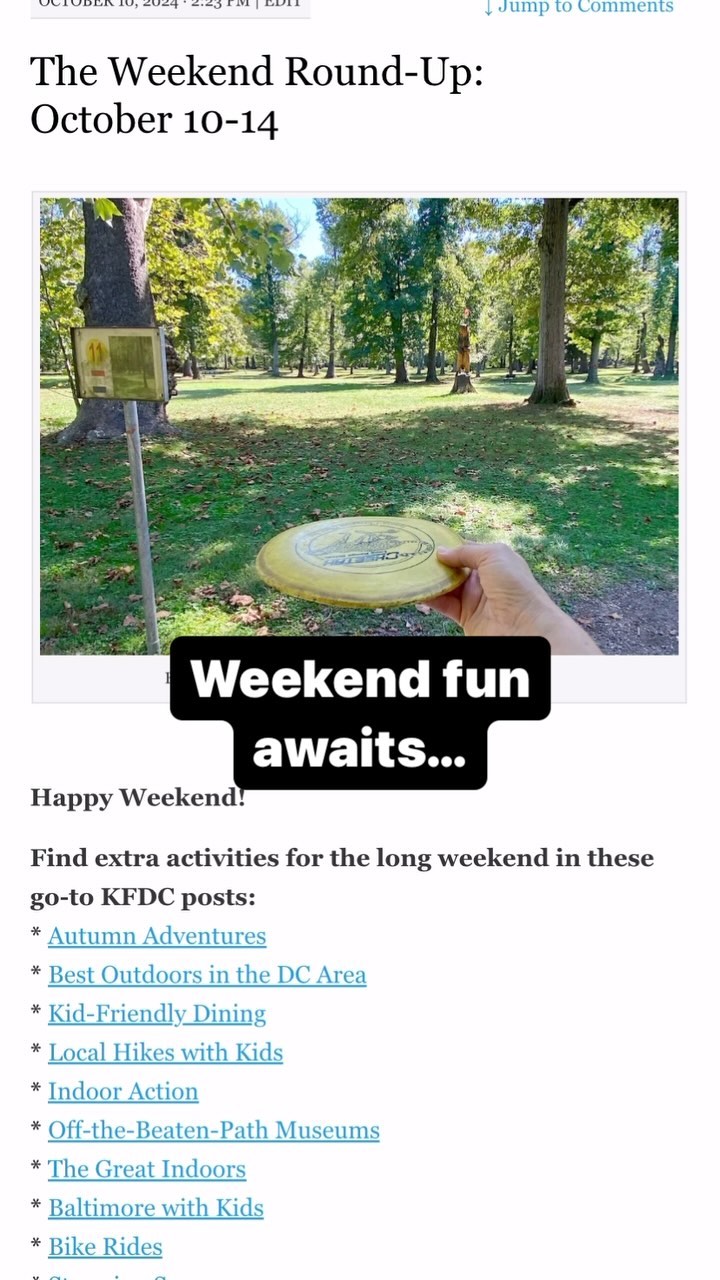 OCTOBER 10, 2024 · 2:23 PM | EDIT
↓ Jump to Comments
The Weekend Round-Up:
October 10-14
11
CHEETAH
Weekend fun
awaits...
Happy Weekend!
Find extra activities for the long weekend in these
go-to KFDC posts:
* Autumn Adventures
* Best Outdoors in the DC Area
* Kid-Friendly Dining
* Local Hikes with Kids
* Indoor Action
* Off-the-Beaten-Path Museums
* The Great Indoors
* Baltimore with Kids
* Bike Rides